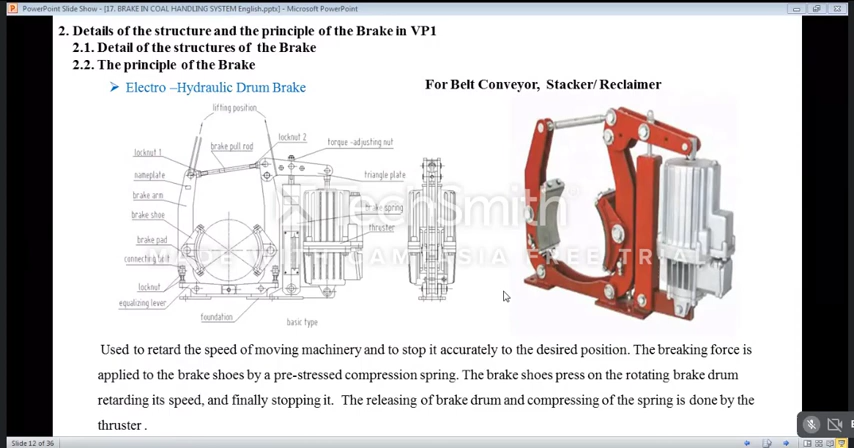 PowerPoint Slide Show - [17. BRAKE IN COAL HANDLING SYSTEM English.pptx] - Microsoft PowerPoint
2. Details of the structure and the principle of the Brake in VP1
2.1. Detail of the structures of the Brake
2.2. The principle of the Brake
Electro –Hydraulic Drum Brake
For Belt Conveyor, Stacker/ Reclaimer
lifting position
locknut 1
brake pull rod
locknut 2
torque -adjusting nut
nameplate
triangle plate
brake arm
brake spring
brake shoe
thruster
brake pad
locknut
equalizing lever
foundation
basic type
TechSmith
MADE WITH CAMTASIA FREE TRIAL
Used to retard the speed of moving machinery and to stop it accurately to the desired position. The breaking force is
applied to the brake shoes by a pre-stressed compression spring. The brake shoes press on the rotating brake drum
retarding its speed, and finally stopping it. The releasing of brake drum and compressing of the spring is done by the
thruster .
Slide 12 of 36